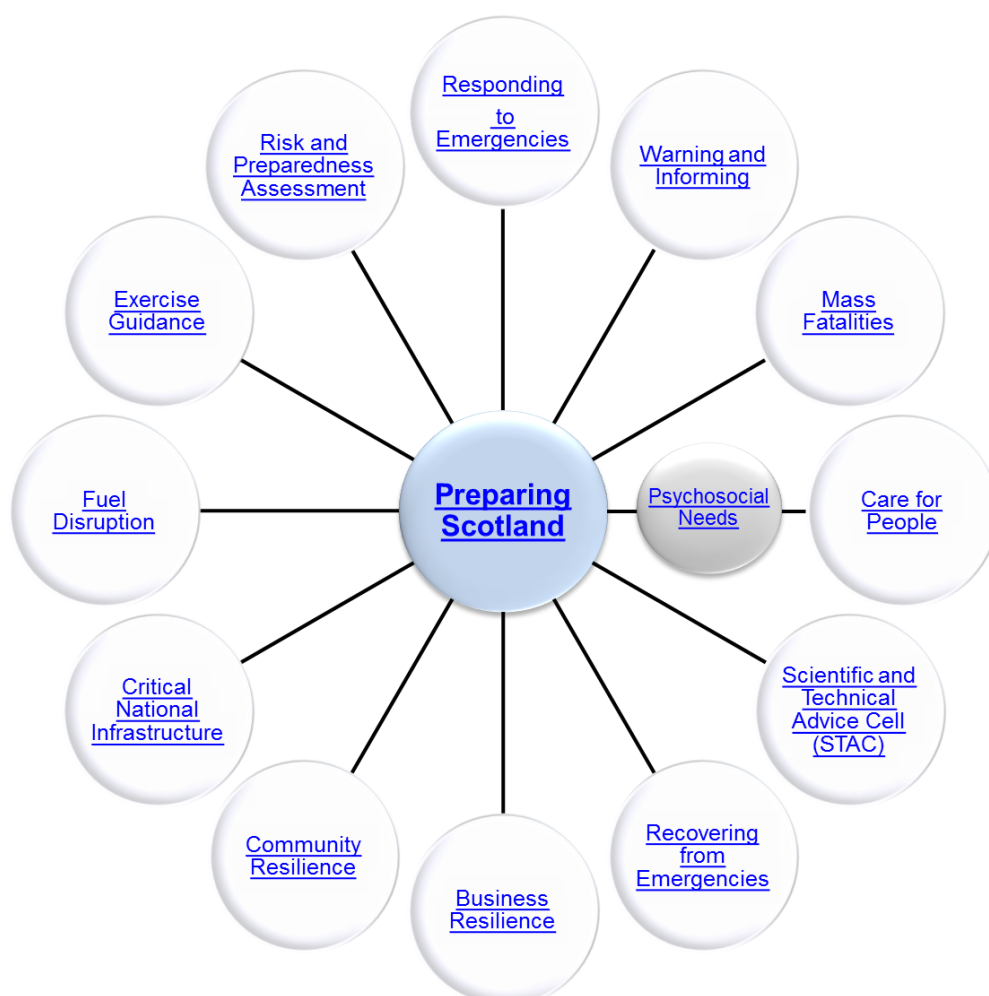 Responding
to
Emergencies
Warning and
Informing
Mass
Fatalities
Care for
People
Psychosocial
Needs
Scientific and
Technical
Advice Cell
(STAC)
Recovering
from
Emergencies
Business
Resilience
Community
Resilience
Critical
National
Infrastructure
Fuel
Disruption
Exercise
Guidance
Risk and
Preparedness
Assessment
Preparing
Scotland